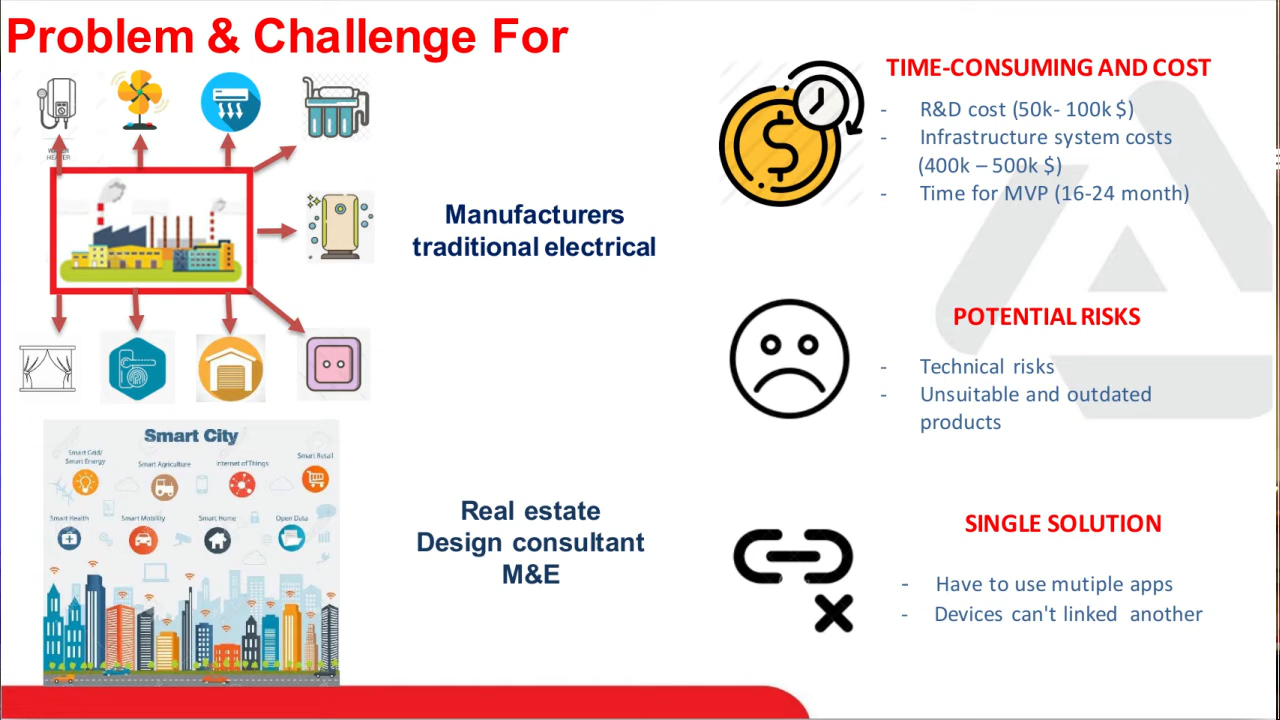 Problem & Challenge For
WATER
HEATER
Manufacturers
traditional electrical
Smart City
Smart Grid/
Smart Energy
Smart Agriculture
Internet of Things
Smart Retail
Smart Health
Smart Mobility
Smart Home
Open Data
Real estate
Design consultant
M&E
TIME-CONSUMING AND COST
- R&D cost (50k- 100k $)
- Infrastructure system costs
(400k – 500k $)
- Time for MVP (16-24 month)
POTENTIAL RISKS
- Technical risks
- Unsuitable and outdated
products
SINGLE SOLUTION
- Have to use mutiple apps
- Devices can't linked another